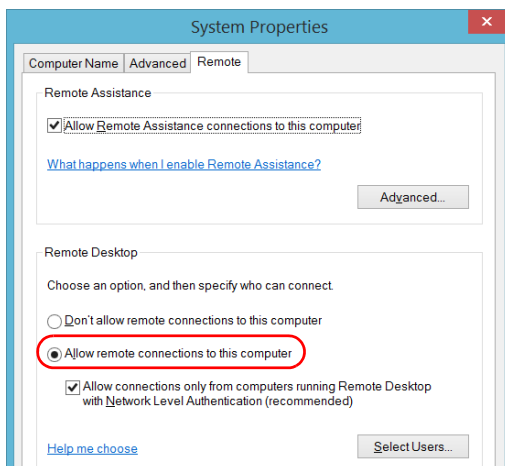 System Properties
Computer Name Advanced Remote
Remote Assistance
Allow Remote Assistance connections to this computer
What happens when I enable Remote Assistance?
Advanced...
Remote Desktop
Choose an option, and then specify who can connect.
Don't allow remote connections to this computer
Allow remote connections to this computer
Allow connections only from computers running Remote Desktop
with Network Level Authentication (recommended)
Help me choose
Select Users...